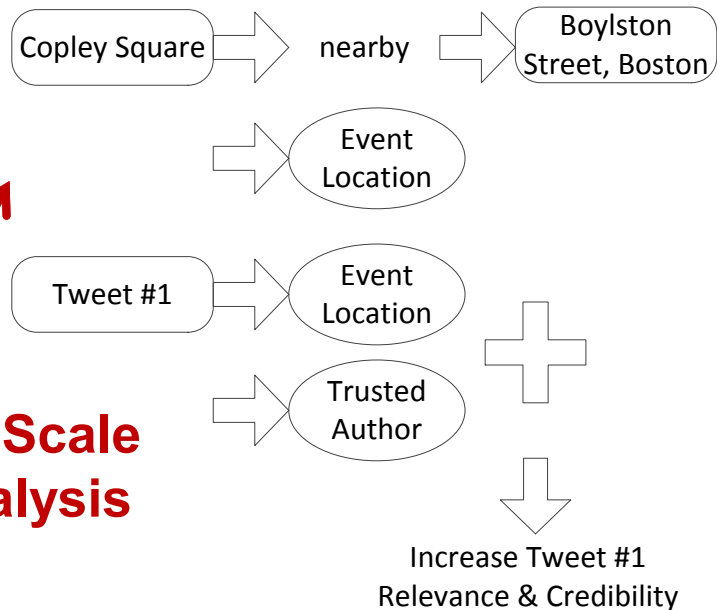 Copley Square
nearby
Boylston
Street, Boston
Event
Location
Tweet #1
Event
Location
Trusted
Author
Scale
alysis
Increase Tweet #1
Relevance & Credibility